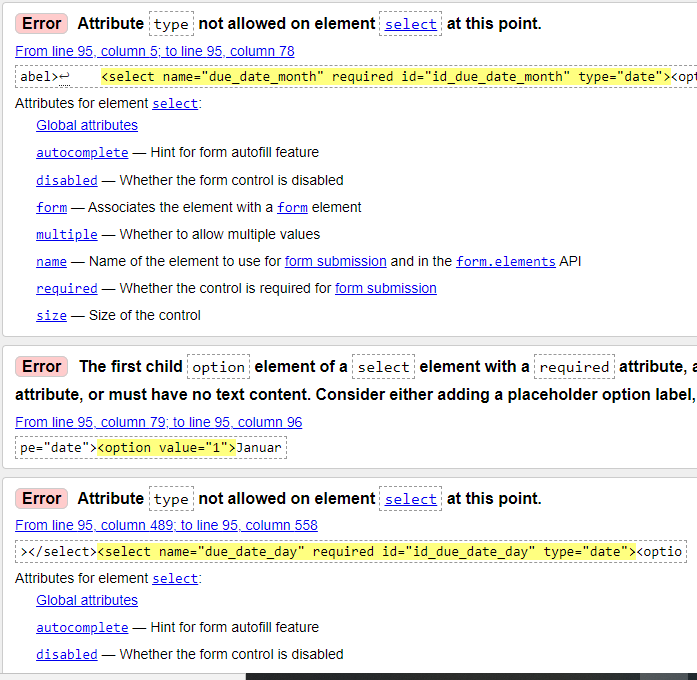 Error Attribute type not allowed on element select at this point.
From line 95, column 5; to line 95, column 78
abel>↩ <select name="due_date_month" required id="id_due_date_month" type="date"><opt
Attributes for element select:
Global attributes
autocomplete — Hint for form autofill feature
disabled — Whether the form control is disabled
form — Associates the element with a form element
multiple — Whether to allow multiple values
name — Name of the element to use for form submission and in the form.elements API
required — Whether the control is required for form submission
size — Size of the control
Error The first child option element of a select element with a required attribute, a
attribute, or must have no text content. Consider either adding a placeholder option label,
From line 95, column 79; to line 95, column 96
pe="date"><option value="1">Januar
Error Attribute type not allowed on element select at this point.
From line 95, column 489; to line 95, column 558
></select><select name="due_date_day" required id="id_due_date_day" type="date"><optio
Attributes for element select:
Global attributes
autocomplete — Hint for form autofill feature
disabled — Whether the form control is disabled